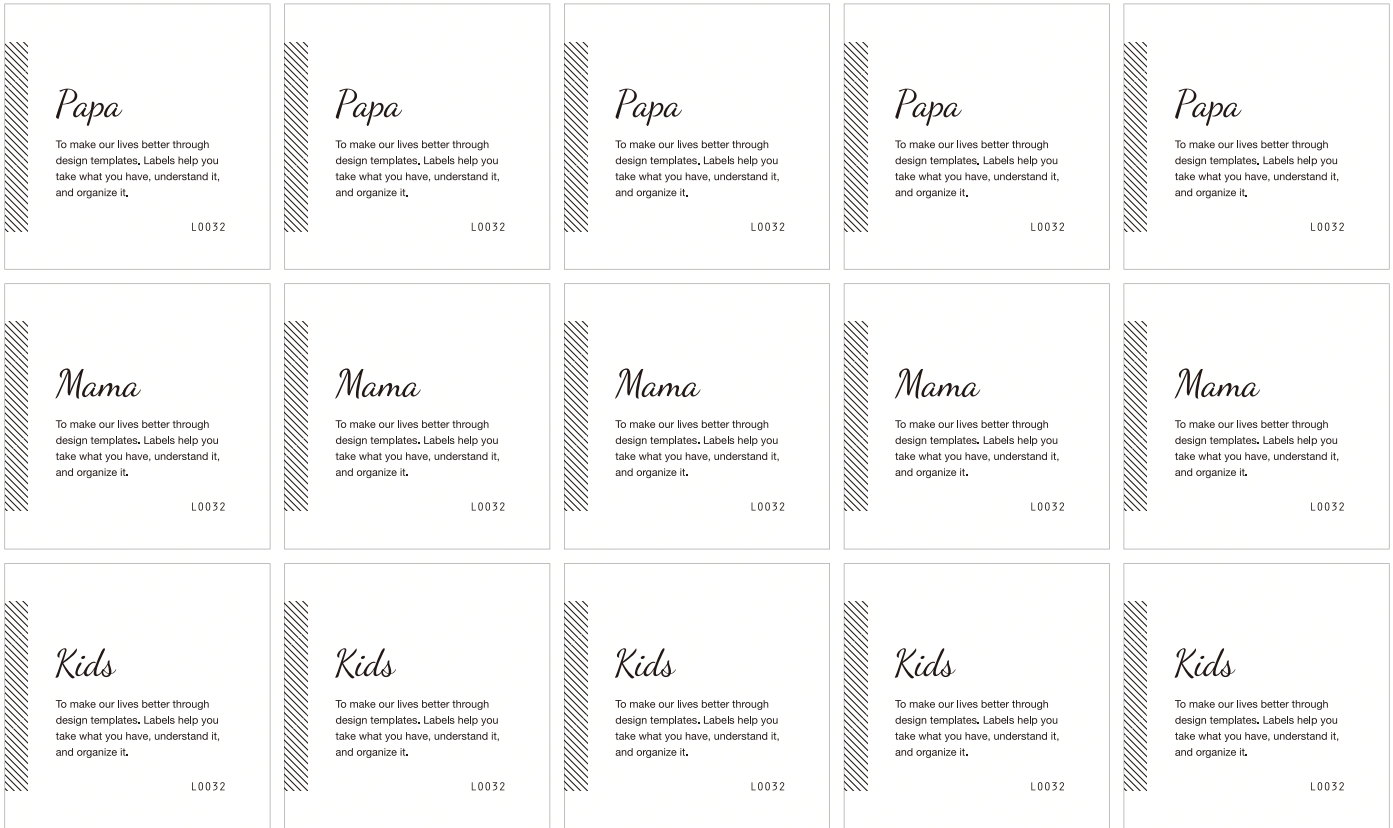 Papa
To make our lives better through
design templates. Labels help you
take what you have, understand it,
and organize it.
L0032
Papa
To make our lives better through
design templates. Labels help you
take what you have, understand it,
and organize it.
L0032
Papa
To make our lives better through
design templates. Labels help you
take what you have, understand it,
and organize it.
L0032
Papa
To make our lives better through
design templates. Labels help you
take what you have, understand it,
and organize it.
L0032
Papa
To make our lives better through
design templates. Labels help you
take what you have, understand it,
and organize it.
L0032
Mama
To make our lives better through
design templates. Labels help you
take what you have, understand it,
and organize it.
L0032
Mama
To make our lives better through
design templates. Labels help you
take what you have, understand it,
and organize it.
L0032
Mama
To make our lives better through
design templates. Labels help you
take what you have, understand it,
and organize it.
L0032
Mama
To make our lives better through
design templates. Labels help you
take what you have, understand it,
and organize it.
L0032
Mama
To make our lives better through
design templates. Labels help you
take what you have, understand it,
and organize it.
L0032
Kids
To make our lives better through
design templates. Labels help you
take what you have, understand it,
and organize it.
L0032
Kids
To make our lives better through
design templates. Labels help you
take what you have, understand it,
and organize it.
L0032
Kids
To make our lives better through
design templates. Labels help you
take what you have, understand it,
and organize it.
L0032
Kids
To make our lives better through
design templates. Labels help you
take what you have, understand it,
and organize it.
L0032
Kids
To make our lives better through
design templates. Labels help you
take what you have, understand it,
and organize it.
L0032